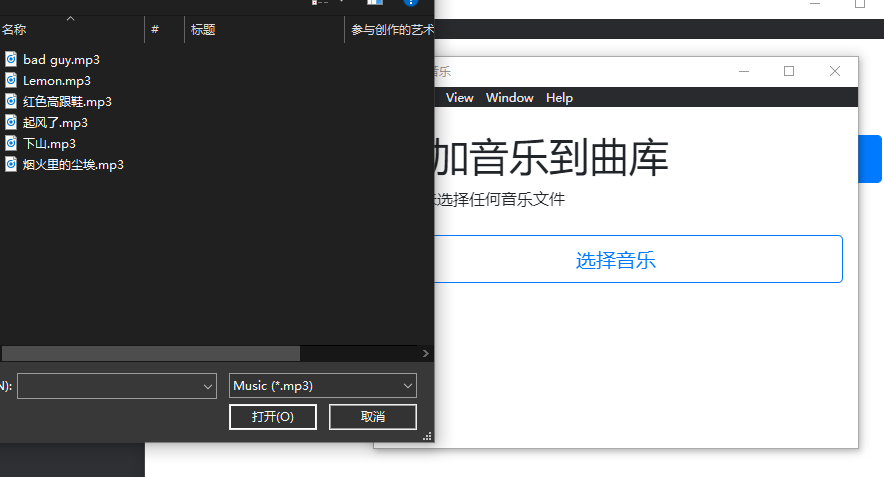 名称
#
标题
参与创作的艺术
bad guy.mp3
Lemon.mp3
红色高跟鞋.mp3
起风了.mp3
下山.mp3
烟火里的尘埃.mp3
N):
Music (*.mp3)
打开(O)
取消
音乐
View Window Help
加音乐到曲库
选择任何音乐文件
选择音乐